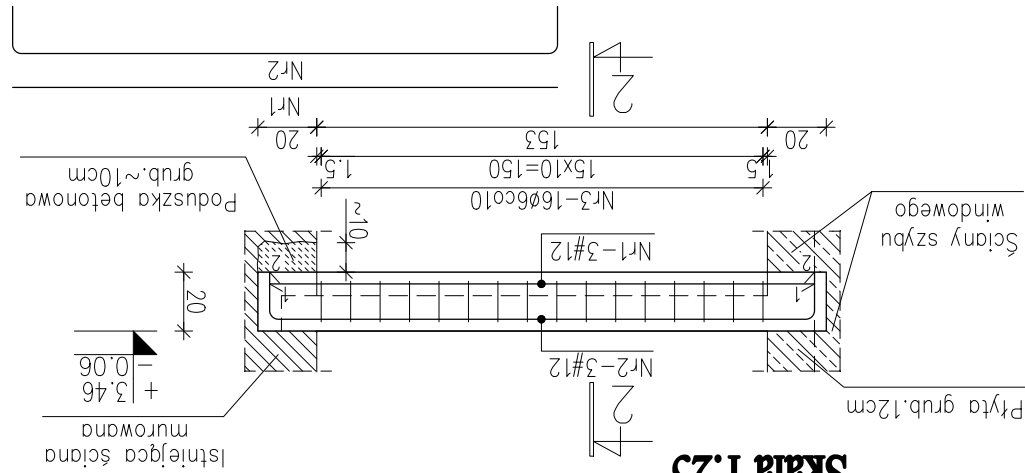 Skala 1:25
Płyta grub.12cm
Nr2-3#12
2
Istniejąca ściana
murowana
+ 3.46
- 0.06
20
Ściany szybu
windowego
1
2
1
2
Nr1-3#12
~10
Poduszka betonowa
grub.~10cm
Nr3-16ø6co10
1.5
15x10=150
1.5
20
153
20
2
Nr1
Nr2